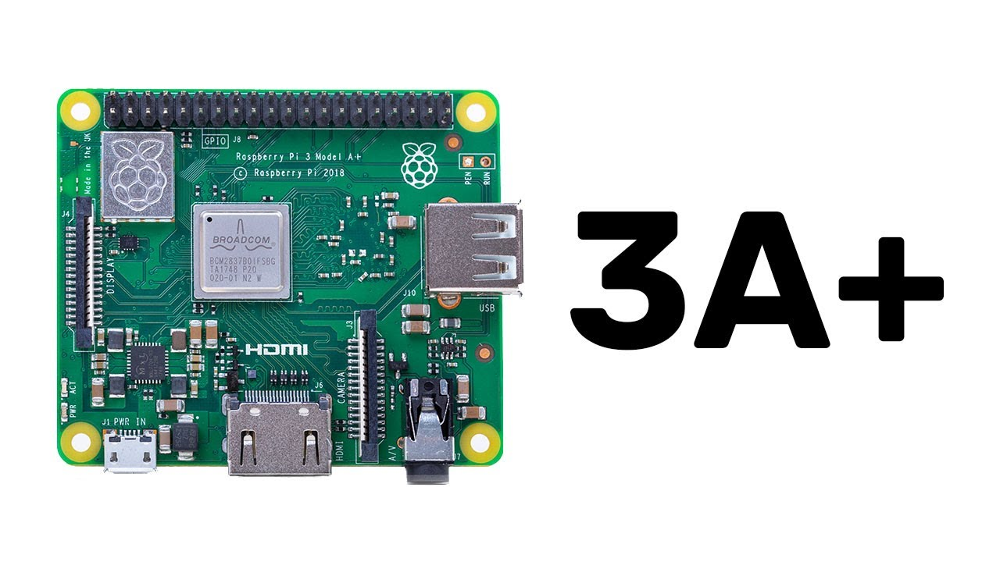 Made in the UK
GPIO
J8
Raspberry Pi 3 Model A+
© Raspberry Pi 2018
PEN
RUN
J4
DISPLAY
BROADCOM
BCM2837B0IFSBG
TA1748 P20
020-01 N2 W
J10
USB
3A+
J3
HDMI
CAMERA
J6
ACT
PWR
J1 PWR IN
HDMI
A/V
J7